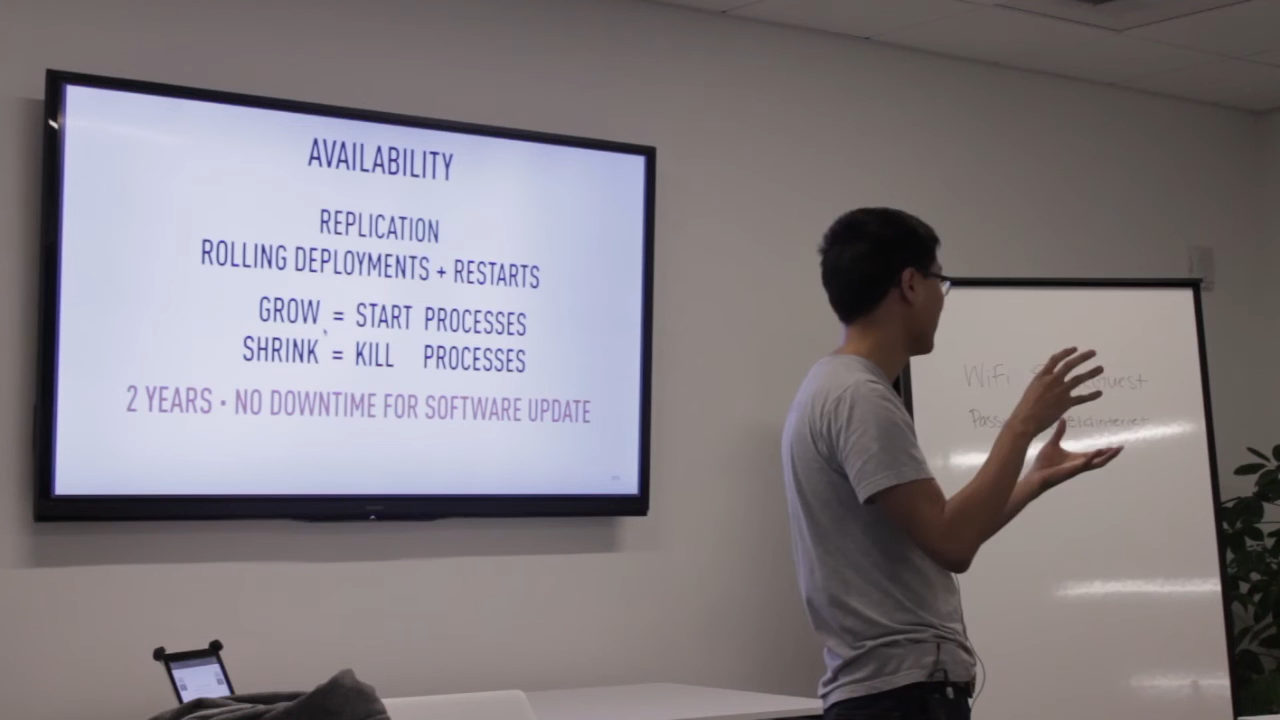 AVAILABILITY
REPLICATION
ROLLING DEPLOYMENTS + RESTARTS
GROW = START PROCESSES
SHRINK = KILL PROCESSES
2 YEARS · NO DOWNTIME FOR SOFTWARE UPDATE
WiFi